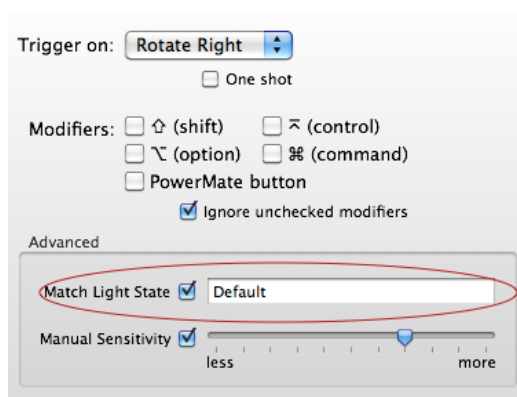 Trigger on: Rotate Right
One shot
Modifiers: ⇧ (shift) ⌅ (control)
⌥ (option) ⌘ (command)
PowerMate button
Ignore unchecked modifiers
Advanced
Match Light State Default
Manual Sensitivity
less more